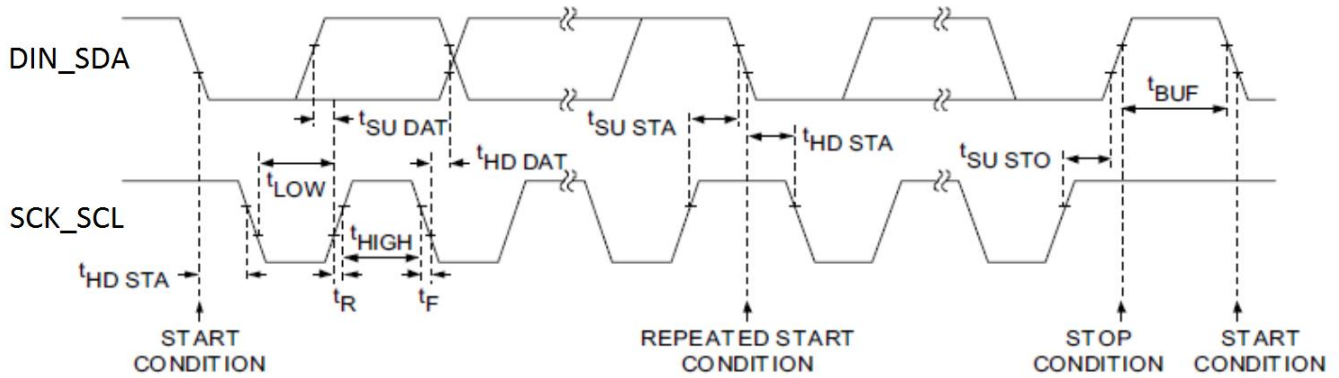 DIN_SDA
tBUF
tSU DAT
tSU STA
tHD STA
tHD DAT
tSU STO
tLOW
SCK_SCL
tHIGH
tHD STA
tR
tF
START
CONDITION
REPEATED START
CONDITION
STOP
CONDITION
START
CONDITION